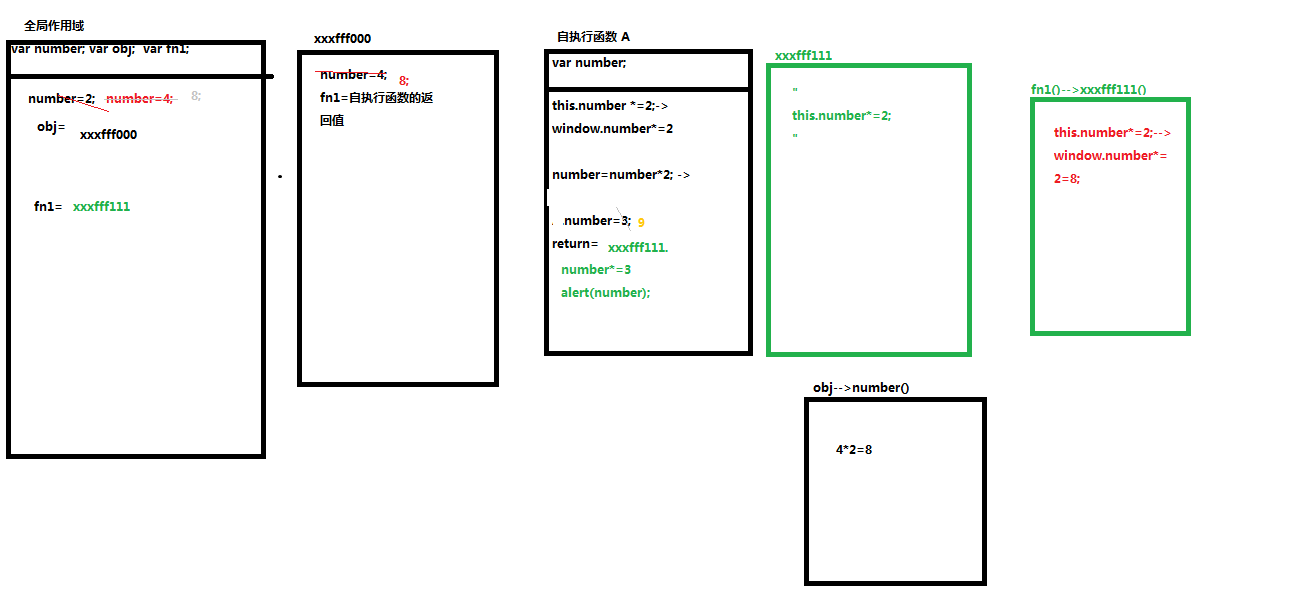 全局作用域
var number; var obj; var fn1;
number=2; number=4; 8;
obj= xxxfff000
fn1= xxxfff111
xxxfff000
number=4; 8;
fn1=自执行函数的返
回值
自执行函数 A
var number;
this.number *=2;->
window.number*=2
number=number*2; ->
.number=3; 9
return= xxxfff111.
number*=3
alert(number);
xxxfff111
"
this.number*=2;
"
fn1()-->xxxfff111()
this.number*=2;-->
window.number*=
2=8;
obj-->number()
4*2=8